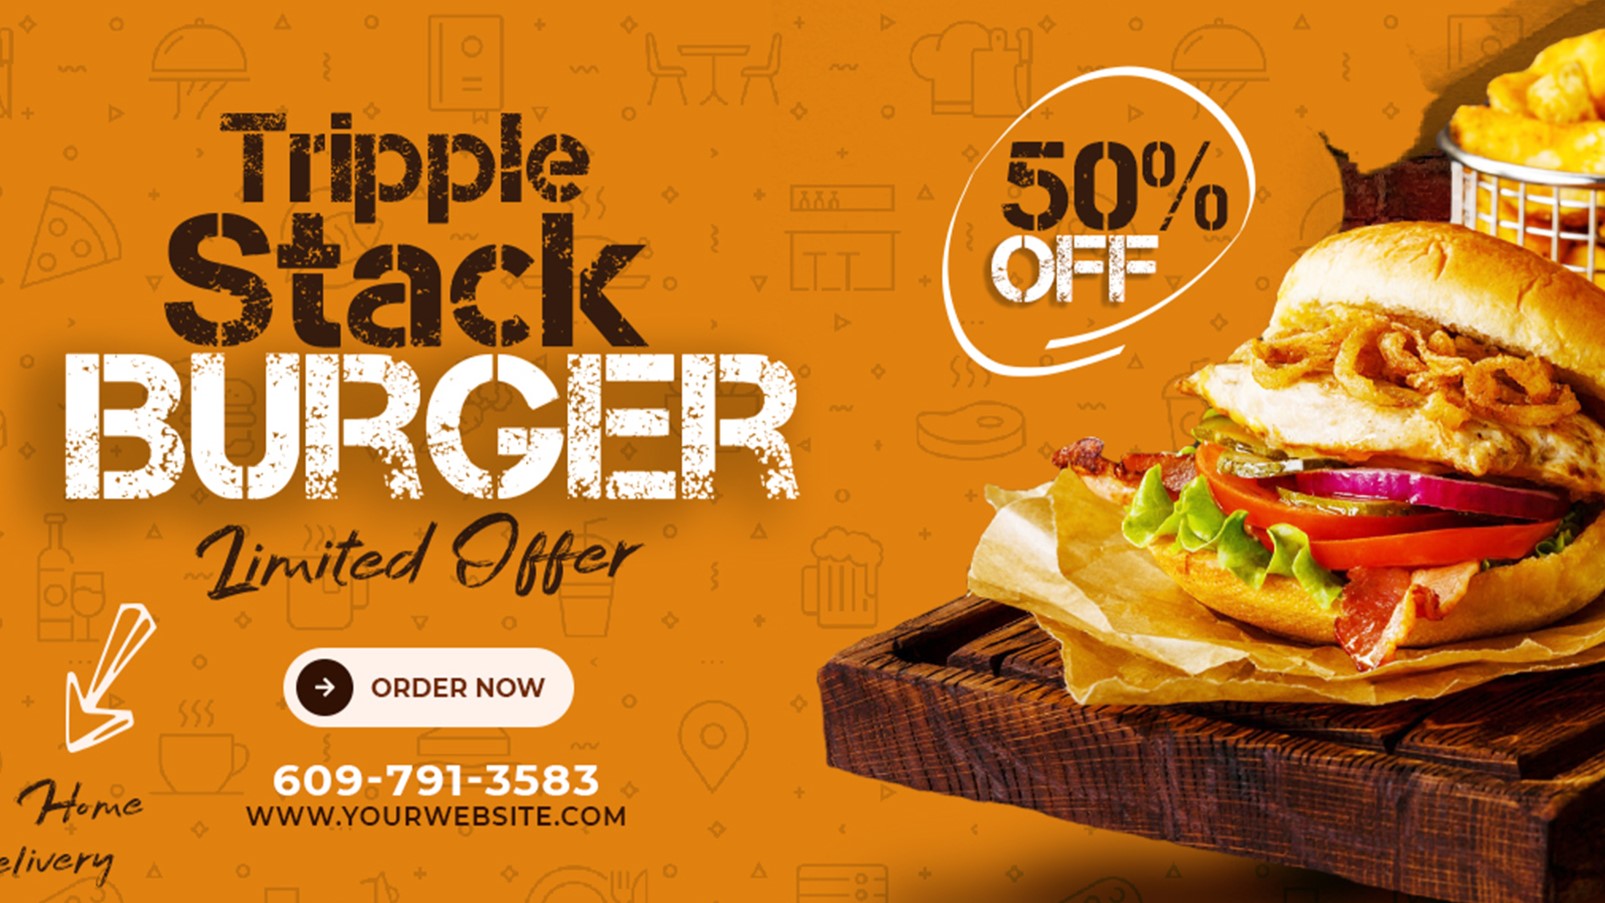 Tripple
Stack
BURGER
Limited Offer
50%
OFF
ORDER NOW
609-791-3583
WWW.YOURWEBSITE.COM
Home
elivery